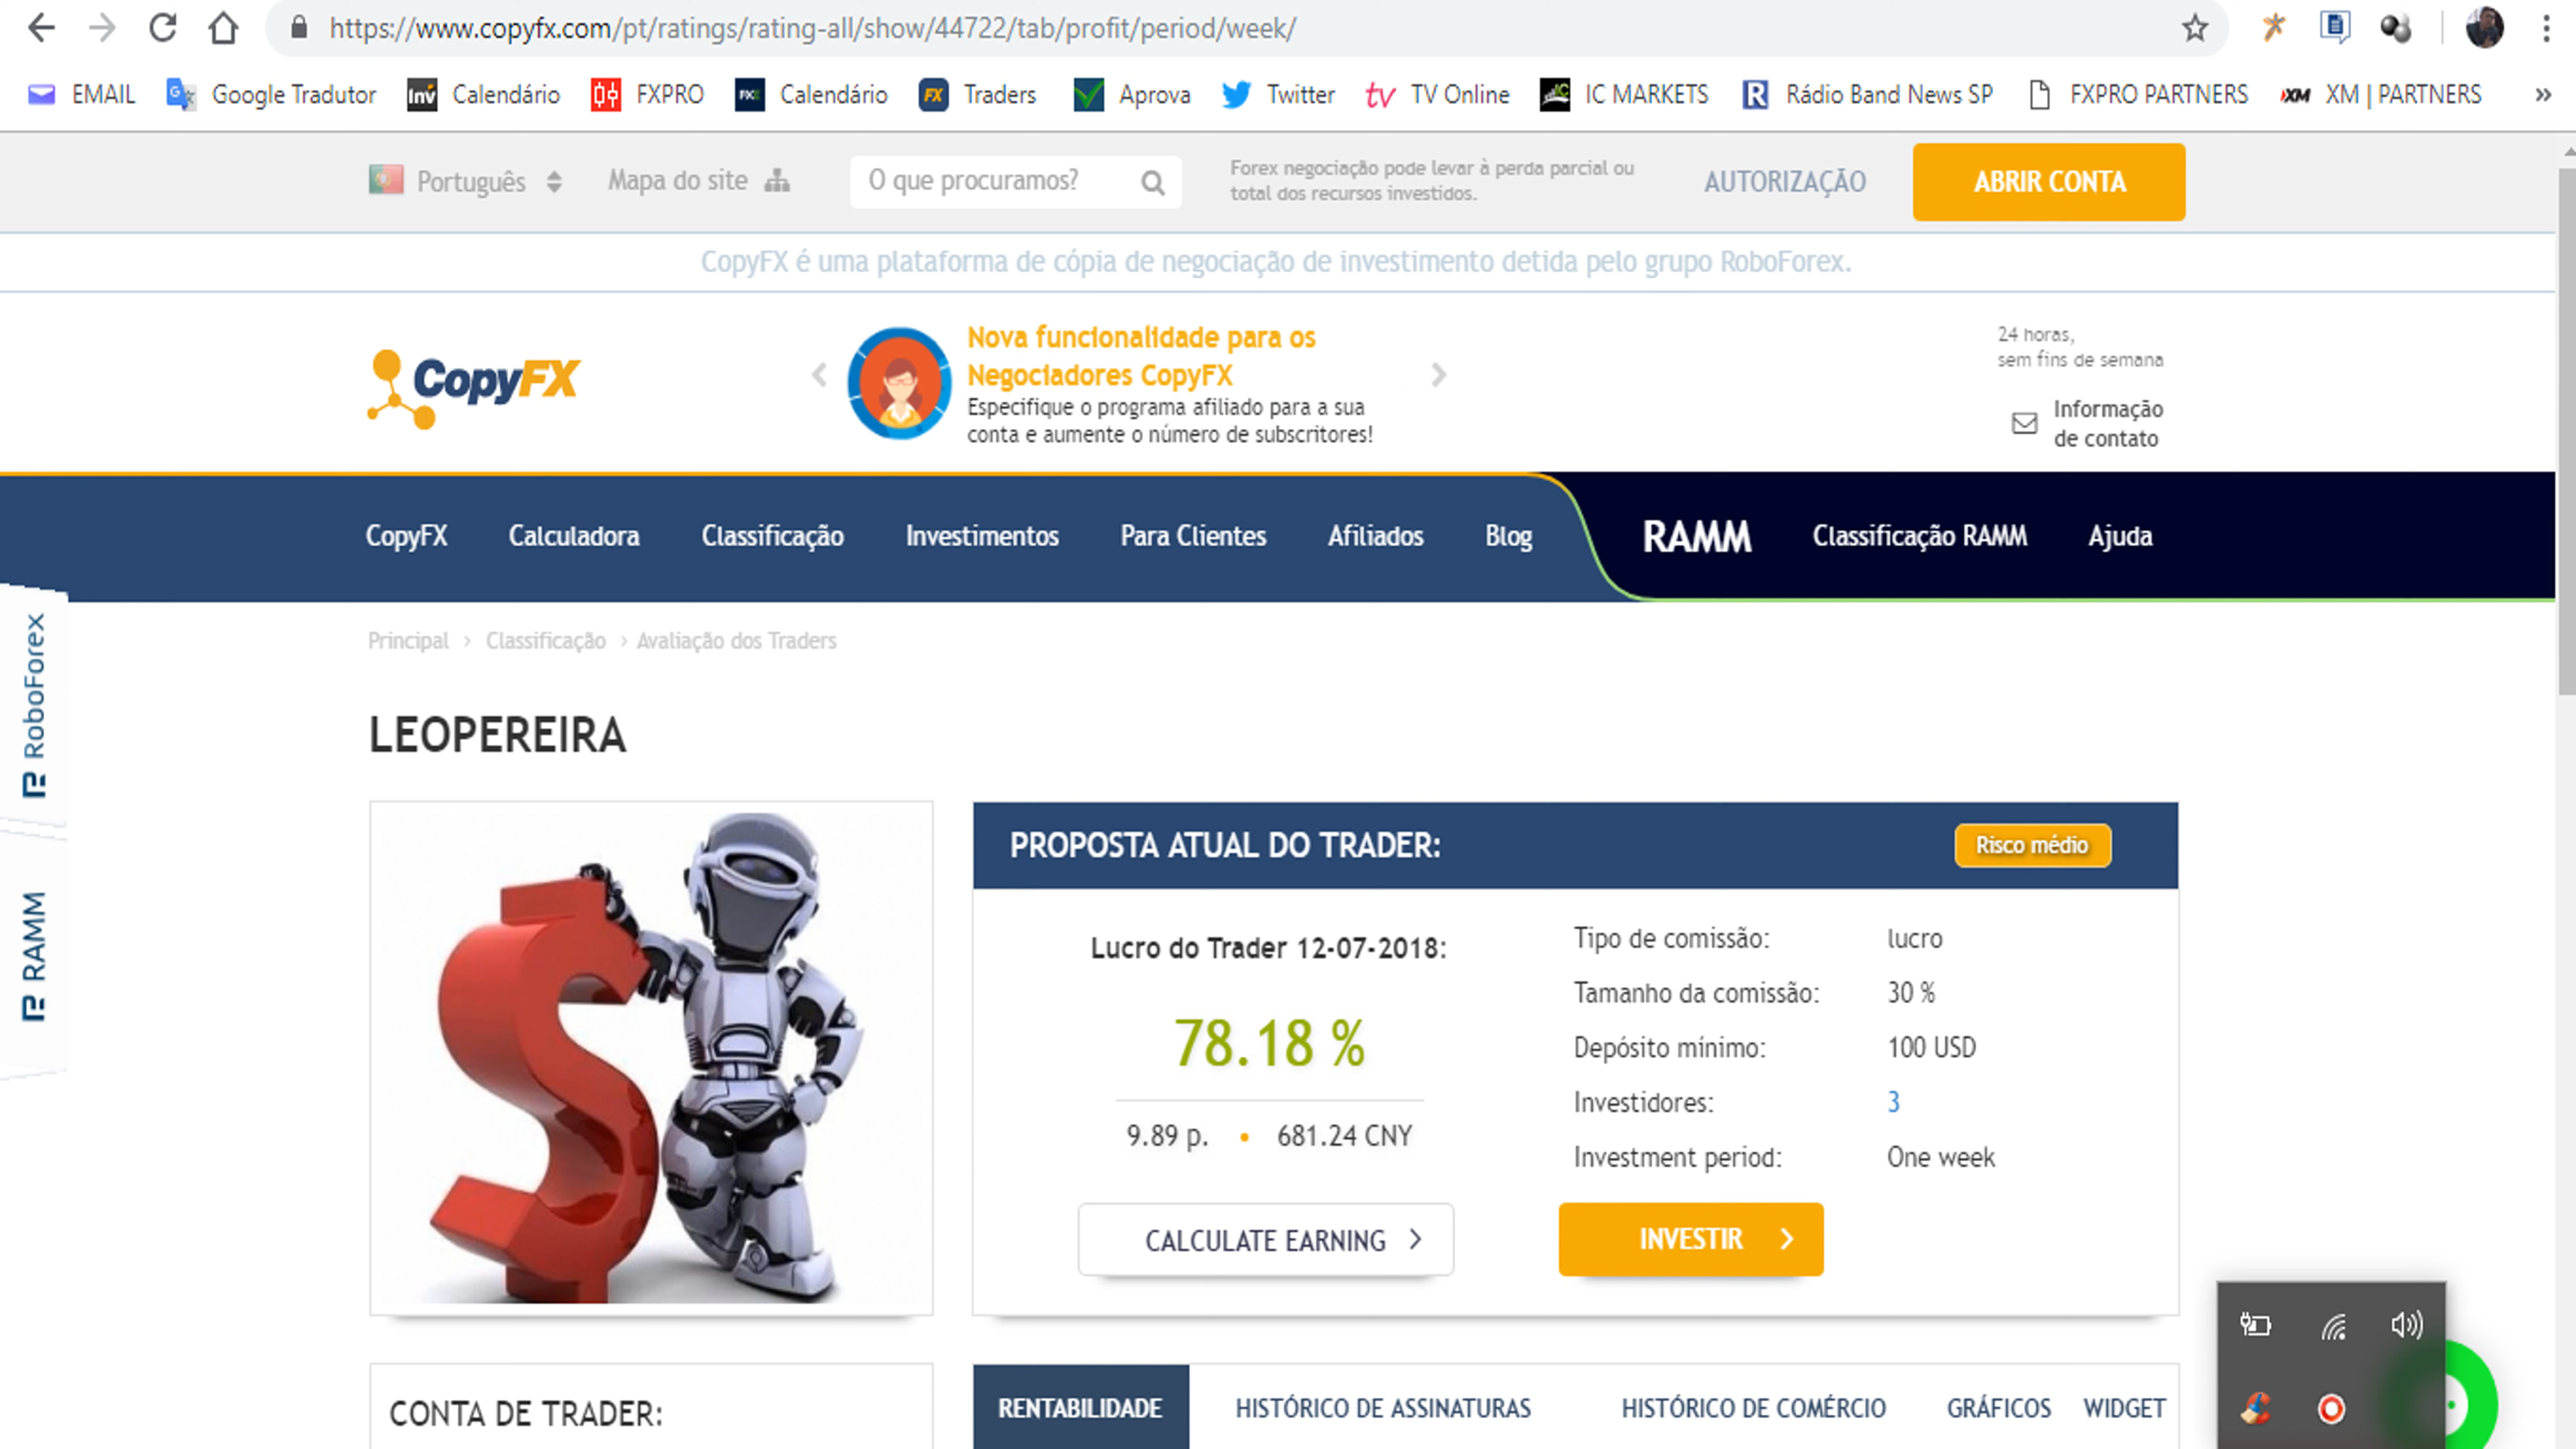 https://www.copyfx.com/pt/ratings/rating-all/show/44722/tab/profit/period/week/
EMAIL Google Tradutor Inv Calendário FXPRO FX Calendário FX Traders Aprova Twitter tv TV Online IC IC MARKETS R Rádio Band News SP FXPRO PARTNERS XM XM | PARTNERS »
Português Mapa do site O que procuramos? Forex negociação pode levar à perda parcial ou
total dos recursos investidos. AUTORIZAÇÃO ABRIR CONTA
CopyFX é uma plataforma de cópia de negociação de investimento detida pelo grupo RoboForex.
CopyFX
Nova funcionalidade para os
Negociadores CopyFX
Especifique o programa afiliado para a sua
conta e aumente o número de subscritores!
24 horas,
sem fins de semana
Informação
de contato
CopyFX Calculadora Classificação Investimentos Para Clientes Afiliados Blog RAMM Classificação RAMM Ajuda
RoboForex
RAMM
Principal › Classificação › Avaliação dos Traders
LEOPEREIRA
PROPOSTA ATUAL DO TRADER: Risco médio
Lucro do Trader 12-07-2018:
78.18 %
9.89 p. • 681.24 CNY
CALCULATE EARNING
Tipo de comissão: lucro
Tamanho da comissão: 30 %
Depósito mínimo: 100 USD
Investidores: 3
Investment period: One week
INVESTIR
CONTA DE TRADER:
RENTABILIDADE HISTÓRICO DE ASSINATURAS HISTÓRICO DE COMÉRCIO GRÁFICOS WIDGET